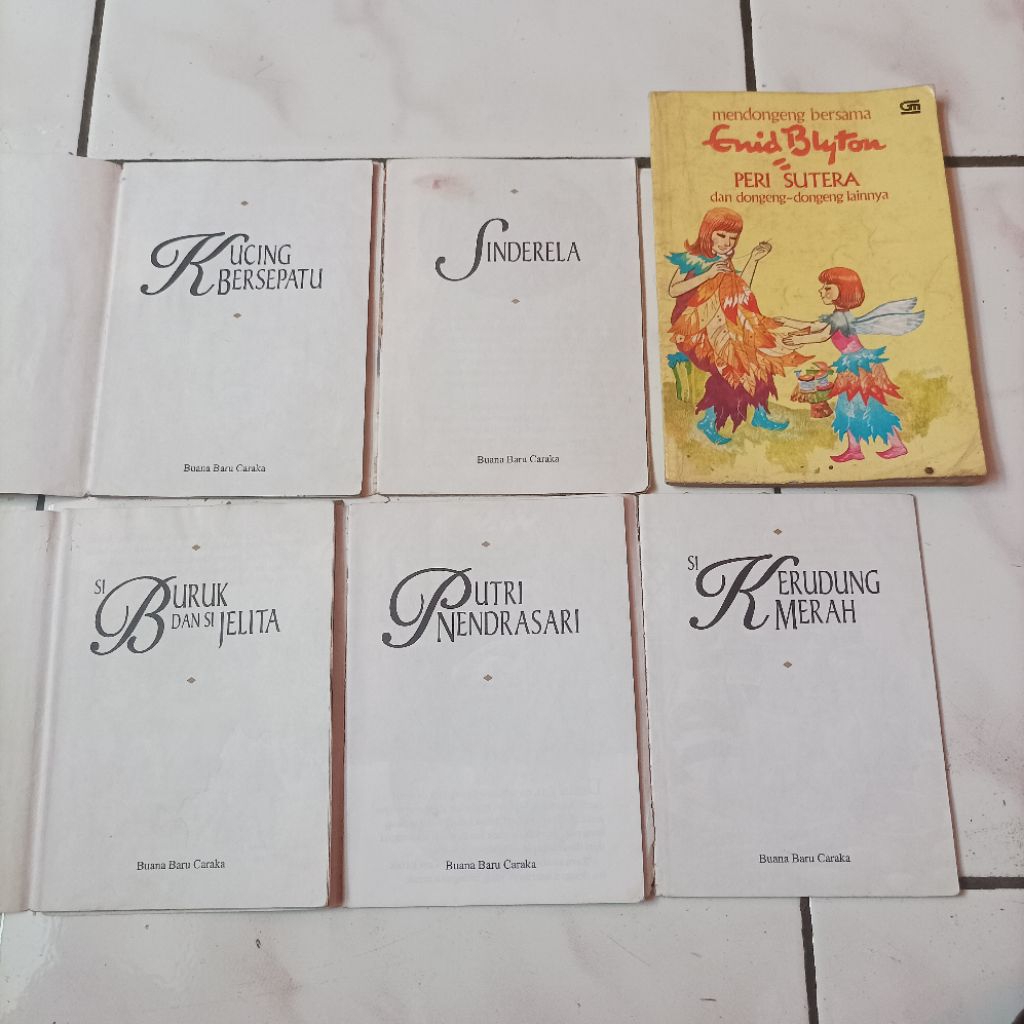 KUCING
BERSEPATU
Buana Baru Caraka
SINDERELA
Buana Baru Caraka
GM
mendongeng bersama
Enid Blyton
PERI SUTERA
dan dongeng-dongeng lainnya
SI BURUK
DAN SI JELITA
Buana Baru Caraka
PUTRI
NENDRASARI
Buana Baru Caraka
SI KERUDUNG
MERAH
Buana Baru Caraka